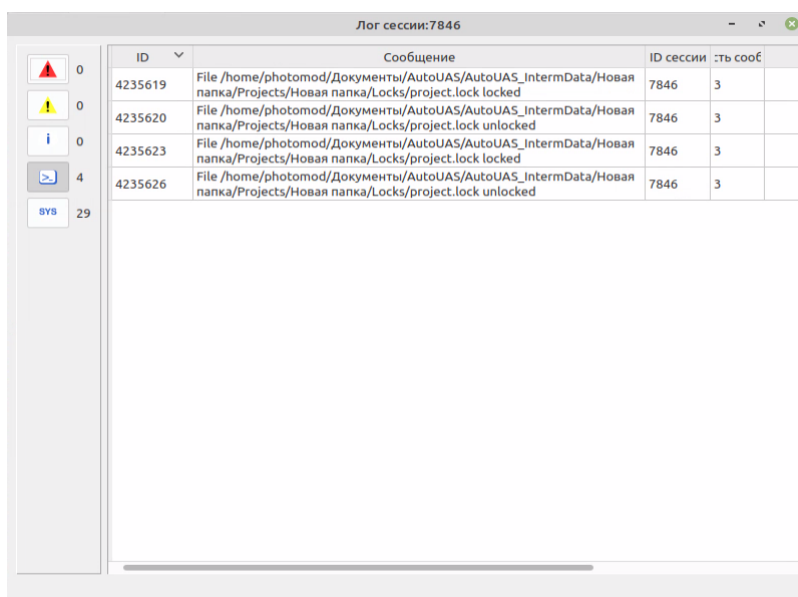 Лог сессии:7846
0
0
i 0
>_ 4
SYS 29
ID Сообщение ID сессии :ть сооб
4235619 File /home/photomod/Документы/AutoUAS/AutoUAS_IntermData/Новая 7846 3
папка/Projects/Новая папка/Locks/project.lock locked
4235620 File /home/photomod/Документы/AutoUAS/AutoUAS_IntermData/Новая 7846 3
папка/Projects/Новая папка/Locks/project.lock unlocked
4235623 File /home/photomod/Документы/AutoUAS/AutoUAS_IntermData/Новая 7846 3
папка/Projects/Новая папка/Locks/project.lock locked
4235626 File /home/photomod/Документы/AutoUAS/AutoUAS_IntermData/Новая 7846 3
папка/Projects/Новая папка/Locks/project.lock unlocked